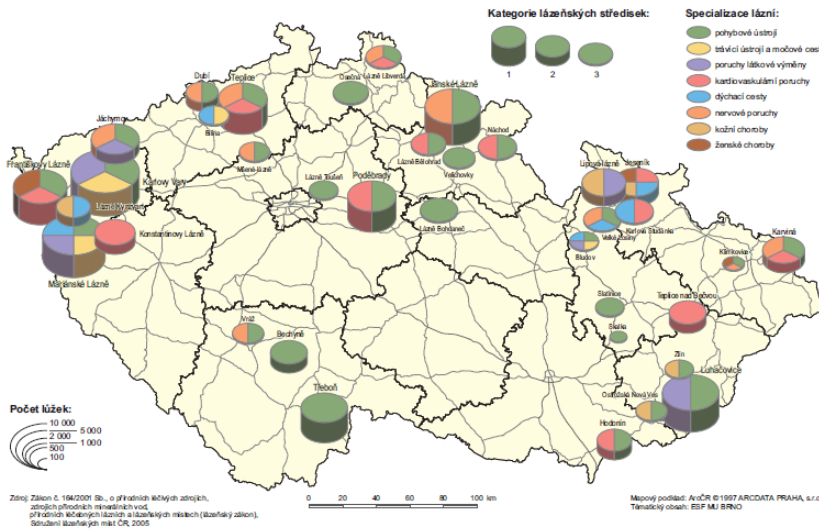 Kategorie lázeňských středisek:
1 2 3
Specializace lázní:
pohybové ústrojí
trávicí ústrojí a močové cest
poruchy látkové výměny
kardiovaskulární poruchy
dýchací cesty
nervové poruchy
kožní choroby
ženské choroby
Lázně Libverda
Osečná
Dubí
Teplice
Bílina
Janské Lázně
Jáchymov
Mšené-lázně
Lázně Bělohrad
Náchod
Velichovky
Františkovy Lázně
Karlovy Vary
Lázně Kynžvart
Konstantinovy Lázně
Mariánské Lázně
Lázně Toušeň
Poděbrady
Lázně Bohdaneč
Lipová-lázně
Jeseník
Velké Losiny
Karlova Studánka
Bludov
Klimkovice
Karviná
Slatinice
Skalka
Teplice nad Bečvou
Vráž
Bechyně
Třeboň
Zlín
Luhačovice
Ostrožská Nová Ves
Hodonín
Počet lůžek:
10 000
5 000
2 000
1 000
500
100
Zdroj: Zákon č. 164/2001 Sb., o přírodních léčivých zdrojích,
zdrojích přírodních minerálních vod,
přírodních léčebných lázních a lázeňských místech (lázeňský zákon),
Sdružení lázeňských míst ČR, 2005
0 20 40 60 80 100 km
Mapový podklad: ArcČR © 1997 ARCDATA PRAHA, s.r.o
Tématický obsah: ESF MU BRNO